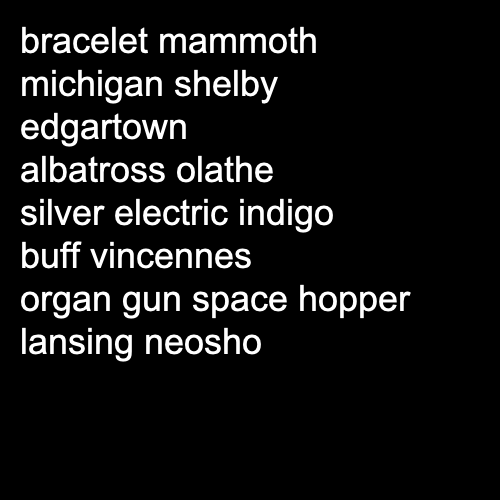 bracelet mammoth
michigan shelby
edgartown
albatross olathe
silver electric indigo
buff vincennes
organ gun space hopper
lansing neosho